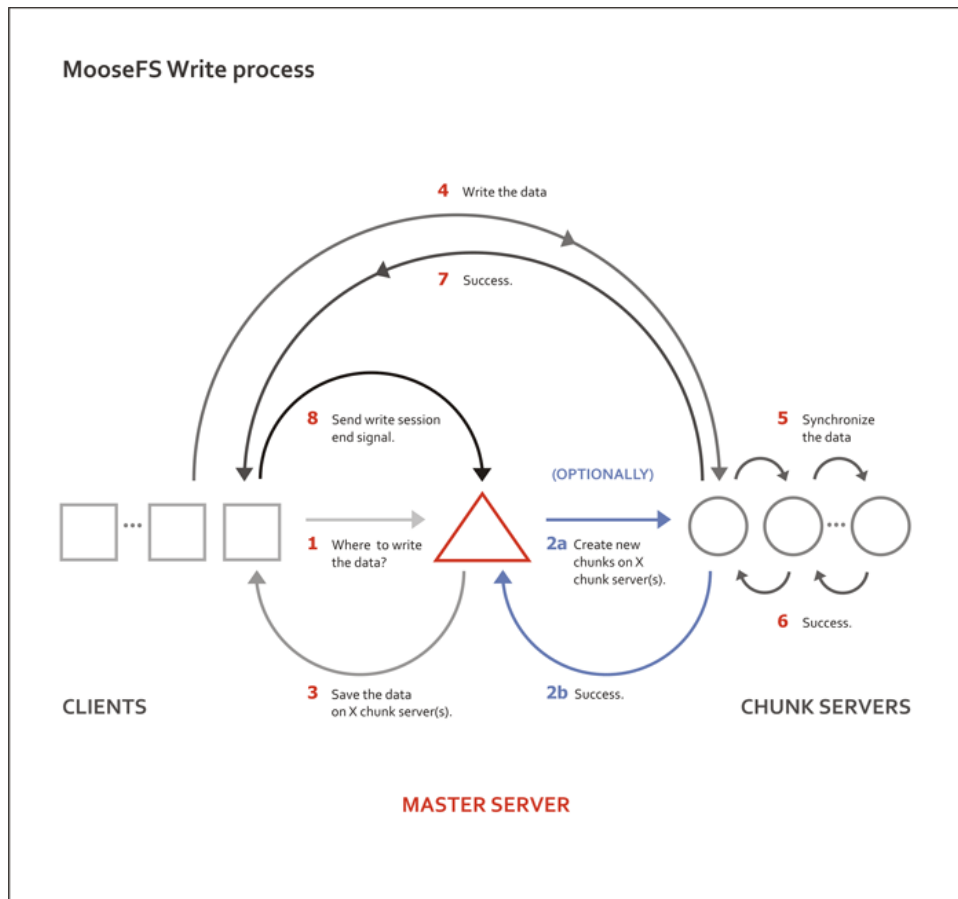 MooseFS Write process
4 Write the data
7 Success.
8 Send write session
end signal.
5 Synchronize
the data
(OPTIONALLY)
...
...
1 Where to write
the data?
2a Create new
chunks on X
chunk server(s).
6 Success.
3 Save the data
on X chunk server(s).
2b Success.
CLIENTS
CHUNK SERVERS
MASTER SERVER